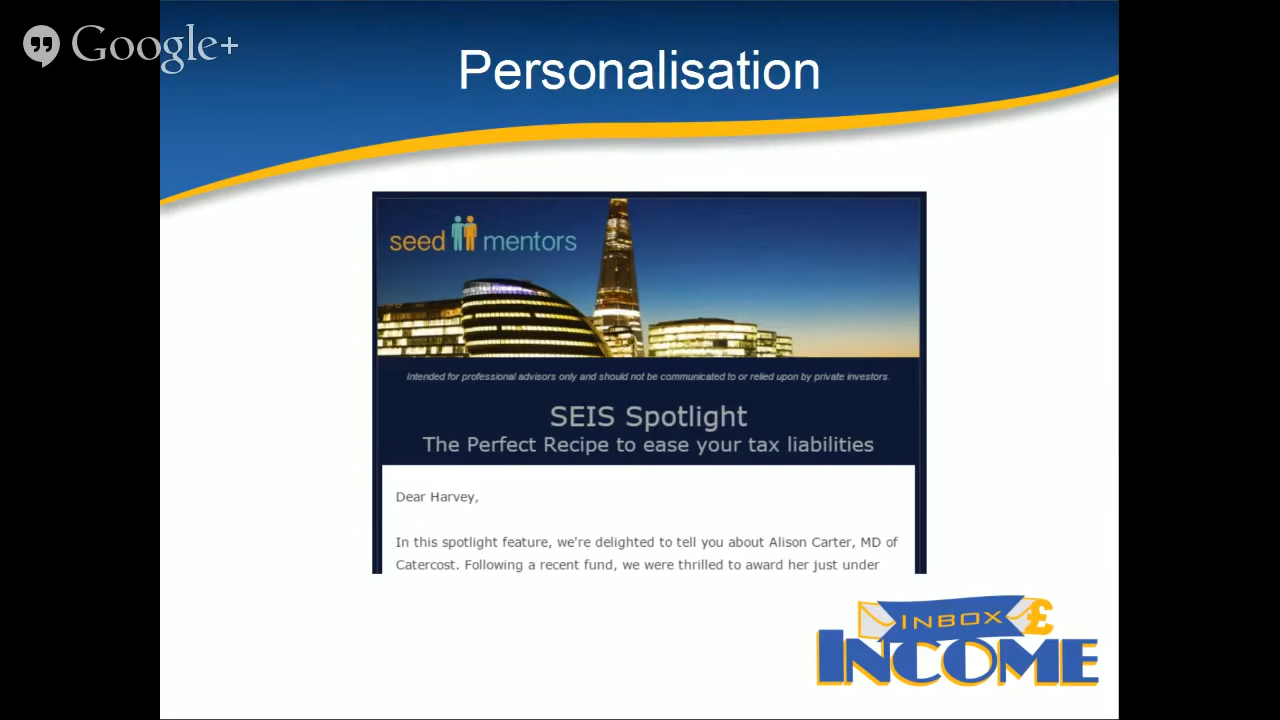 Google+
Personalisation
seed mentors
Intended for professional advisors only and should not be communicated to or relied upon by private investors.
SEIS Spotlight
The Perfect Recipe to ease your tax liabilities
Dear Harvey,
In this spotlight feature, we're delighted to tell you about Alison Carter, MD of
Catercost. Following a recent fund, we were thrilled to award her just under
INBOX £
INCOME